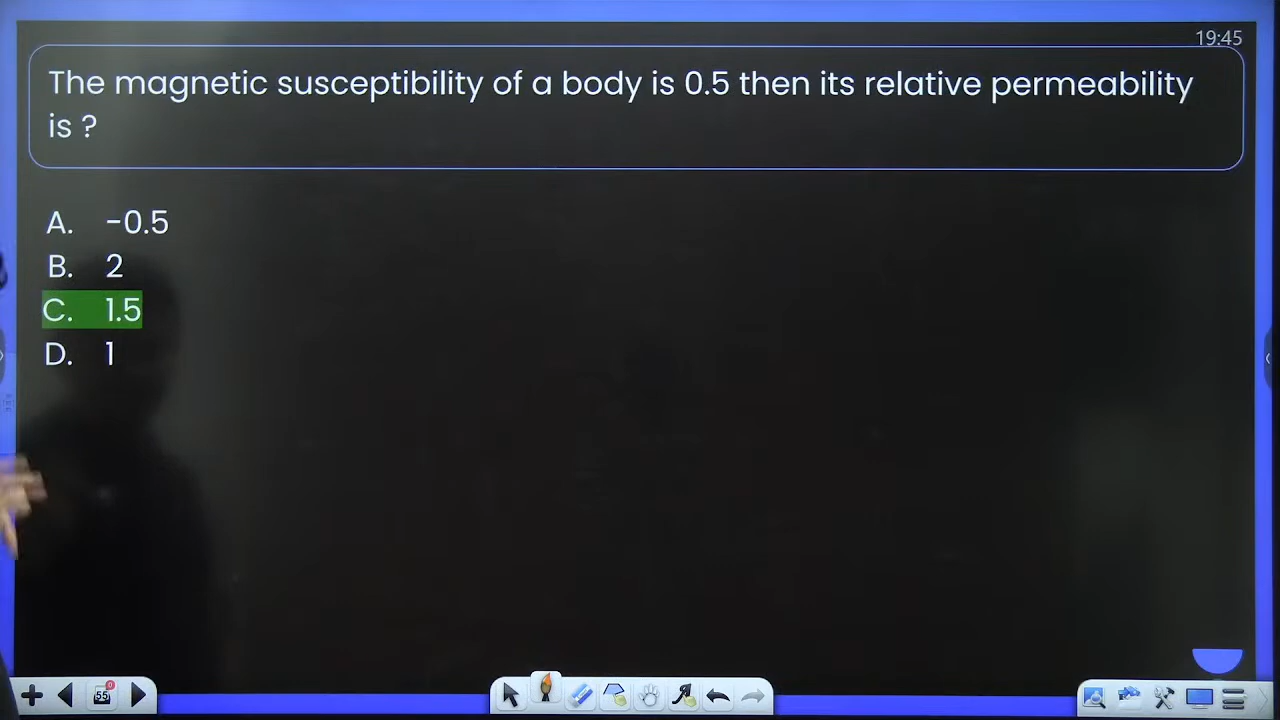 19:45
The magnetic susceptibility of a body is 0.5 then its relative permeability
is ?
A. -0.5
B. 2
C. 1.5
D. 1
55